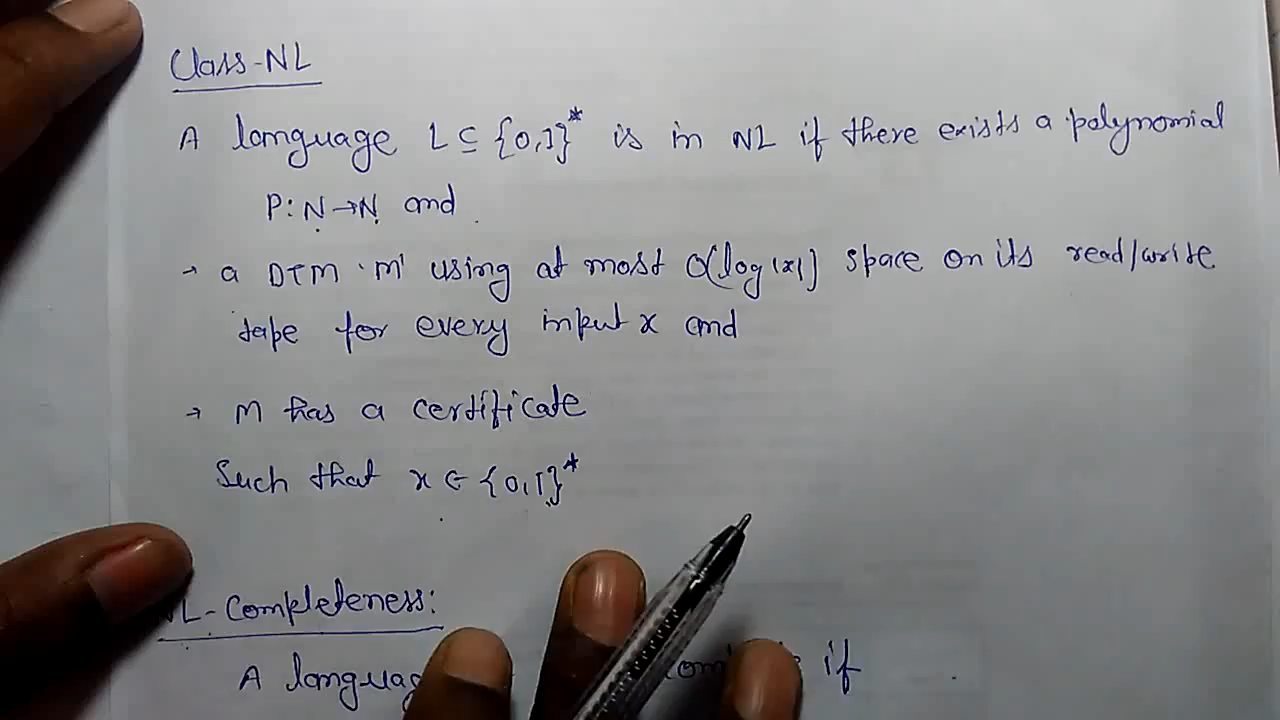 Class-NL
A language L ⊆ {0,1}* is in NL if there exists a polynomial
P: N→N and
→ a DTM 'M' using at most O(log|x|) space on its read/write
tape for every input x and
→ M has a certificate
Such that x ∈ {0,1}*
NL-Completeness:
A if